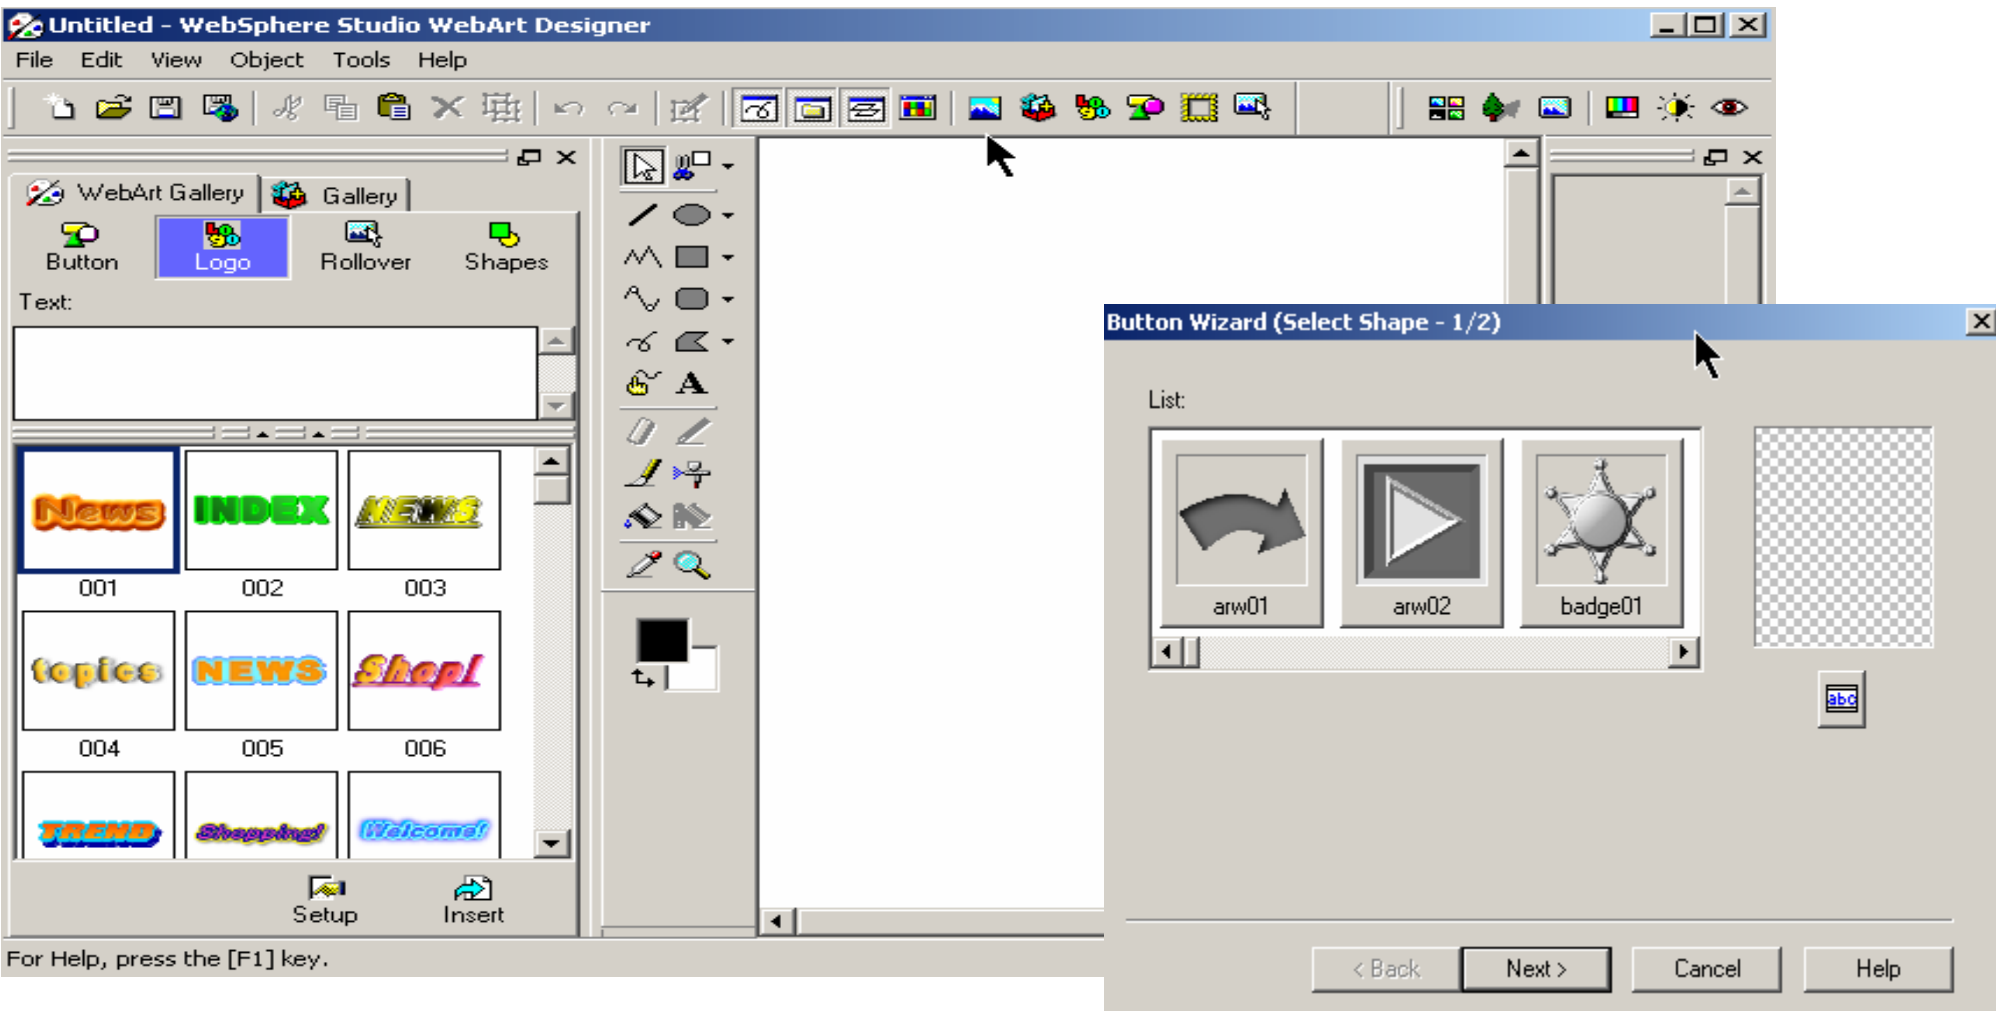 Untitled - WebSphere Studio WebArt Designer
File Edit View Object Tools Help
WebArt Gallery Gallery
Button Logo Rollover Shapes
Text:
News INDEX NEWS
001 002 003
topics NEWS Shop!
004 005 006
TREND Shopping! Welcome!
Setup Insert
For Help, press the [F1] key.
Button Wizard (Select Shape - 1/2)
List:
arw01 arw02 badge01
abc
< Back Next > Cancel Help